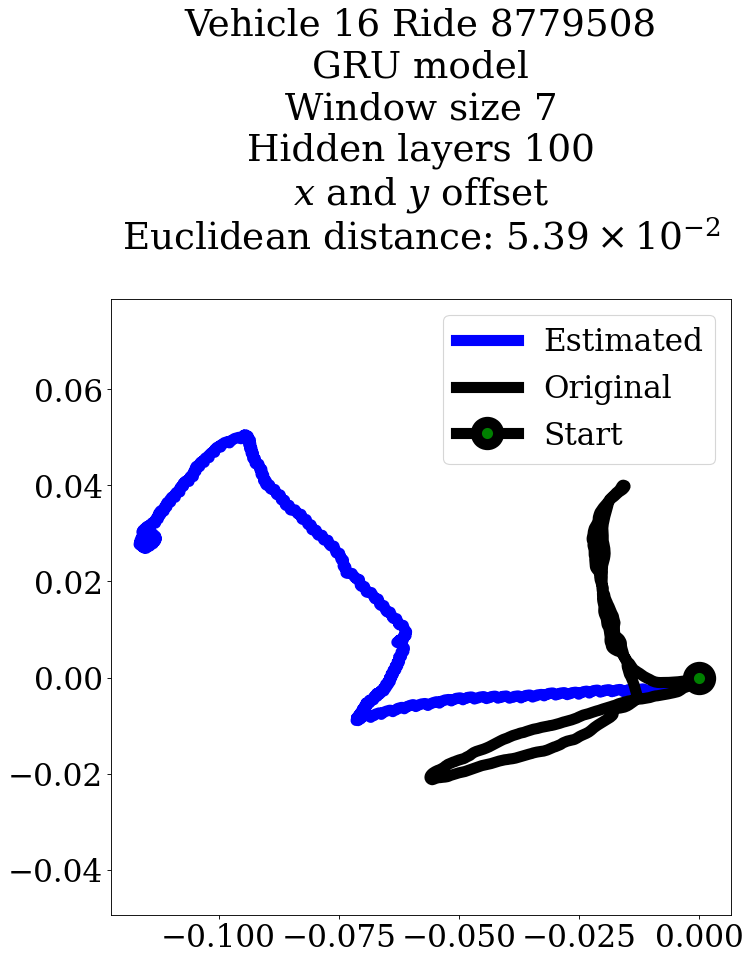 Vehicle 16 Ride 8779508
GRU model
Window size 7
Hidden layers 100
x and y offset
Euclidean distance: 5.39 × 10⁻²
Estimated
Original
Start
0.06
0.04
0.02
0.00
−0.02
−0.04
−0.100 −0.075 −0.050 −0.025 0.000